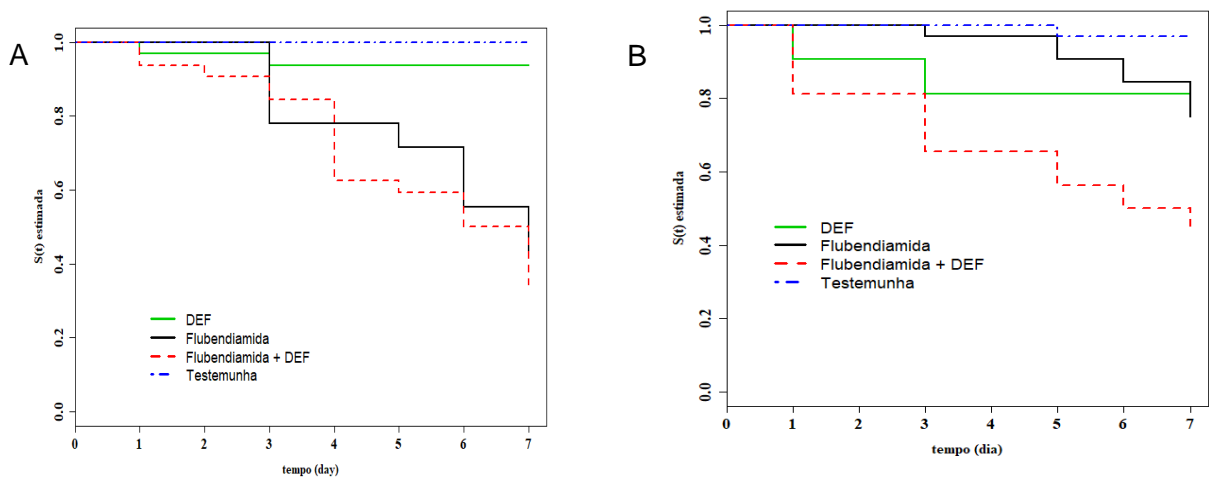 A
S(t) estimada
1.0
0.8
0.6
0.4
0.2
0.0
DEF
Flubendiamida
Flubendiamida + DEF
Testemunha
0 1 2 3 4 5 6 7
tempo (day)
B
S(t) estimada
1.0
0.8
0.6
0.4
0.2
0.0
DEF
Flubendiamida
Flubendiamida + DEF
Testemunha
0 1 2 3 4 5 6 7
tempo (dia)